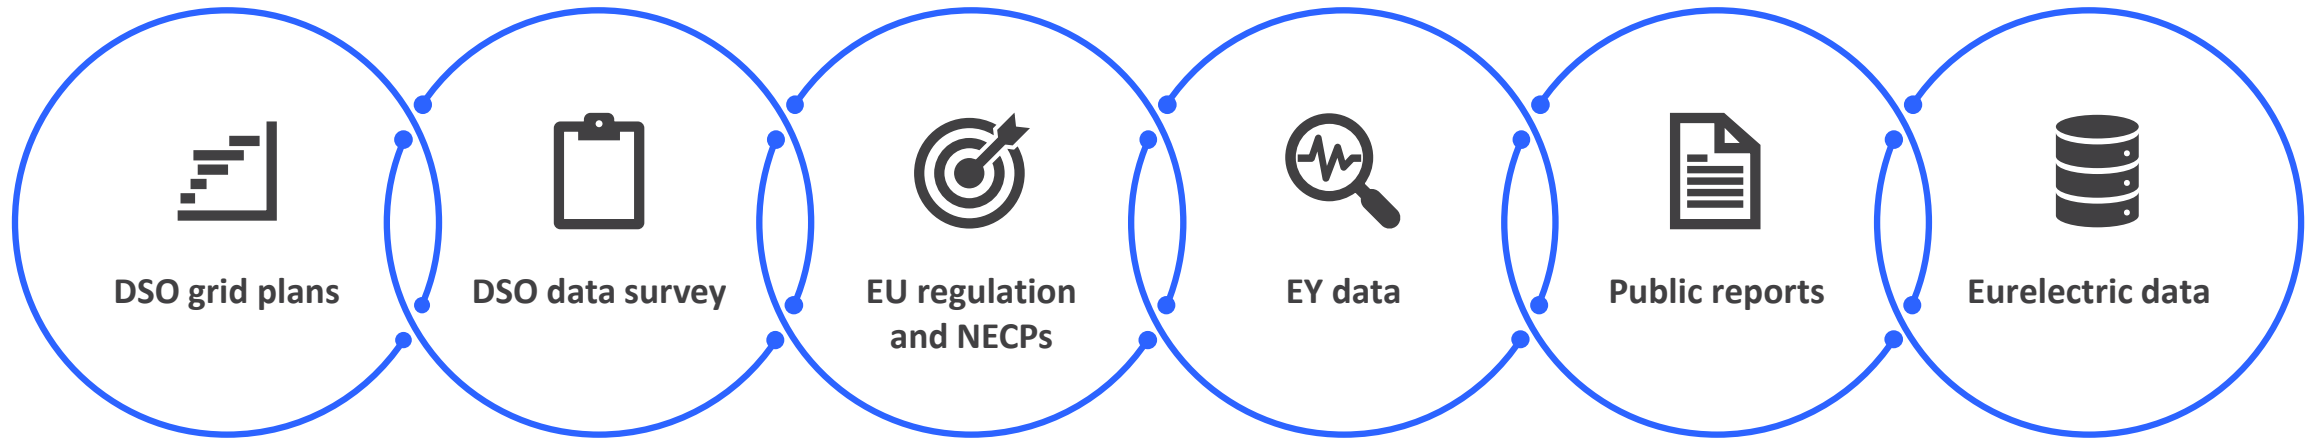 DSO grid plans
DSO data survey
EU regulation
and NECPs
EY data
Public reports
Eurelectric data